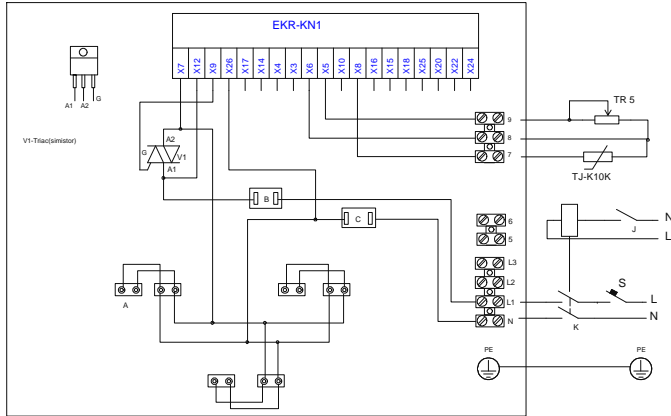 EKR-KN1
X7 X12 X9 X26 X17 X14 X4 X3 X6 X5 X10 X8 X16 X15 X18 X25 X20 X22 X24
A1 A2 G
V1-Triac(simistor)
A2
G
V1
A1
B
C
A
9
8
7
6
5
L3
L2
L1
N
PE
TR 5
TJ-K10K
N
J
L
S
L
N
K
PE